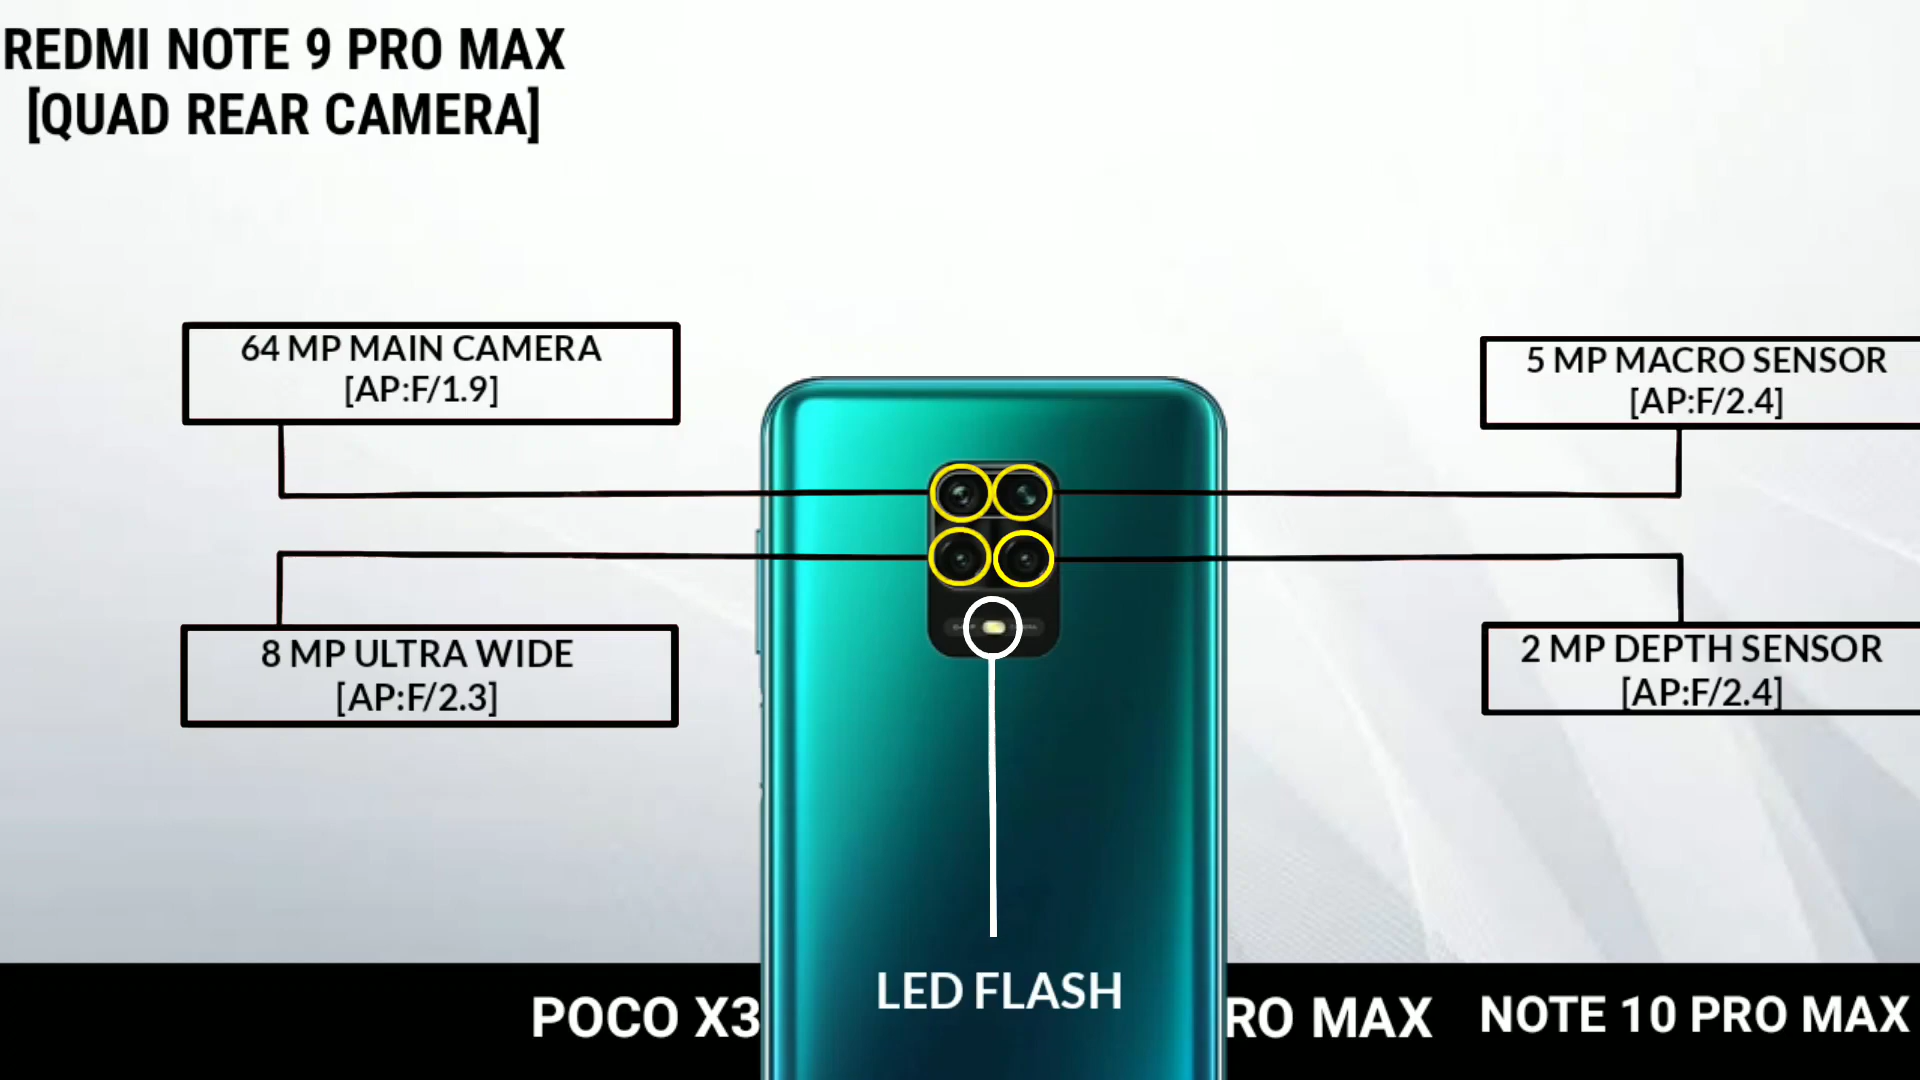 REDMI NOTE 9 PRO MAX
[QUAD REAR CAMERA]
64 MP MAIN CAMERA
[AP:F/1.9]
5 MP MACRO SENSOR
[AP:F/2.4]
8 MP ULTRA WIDE
[AP:F/2.3]
2 MP DEPTH SENSOR
[AP:F/2.4]
LED FLASH
POCO X3
RO MAX
NOTE 10 PRO MAX